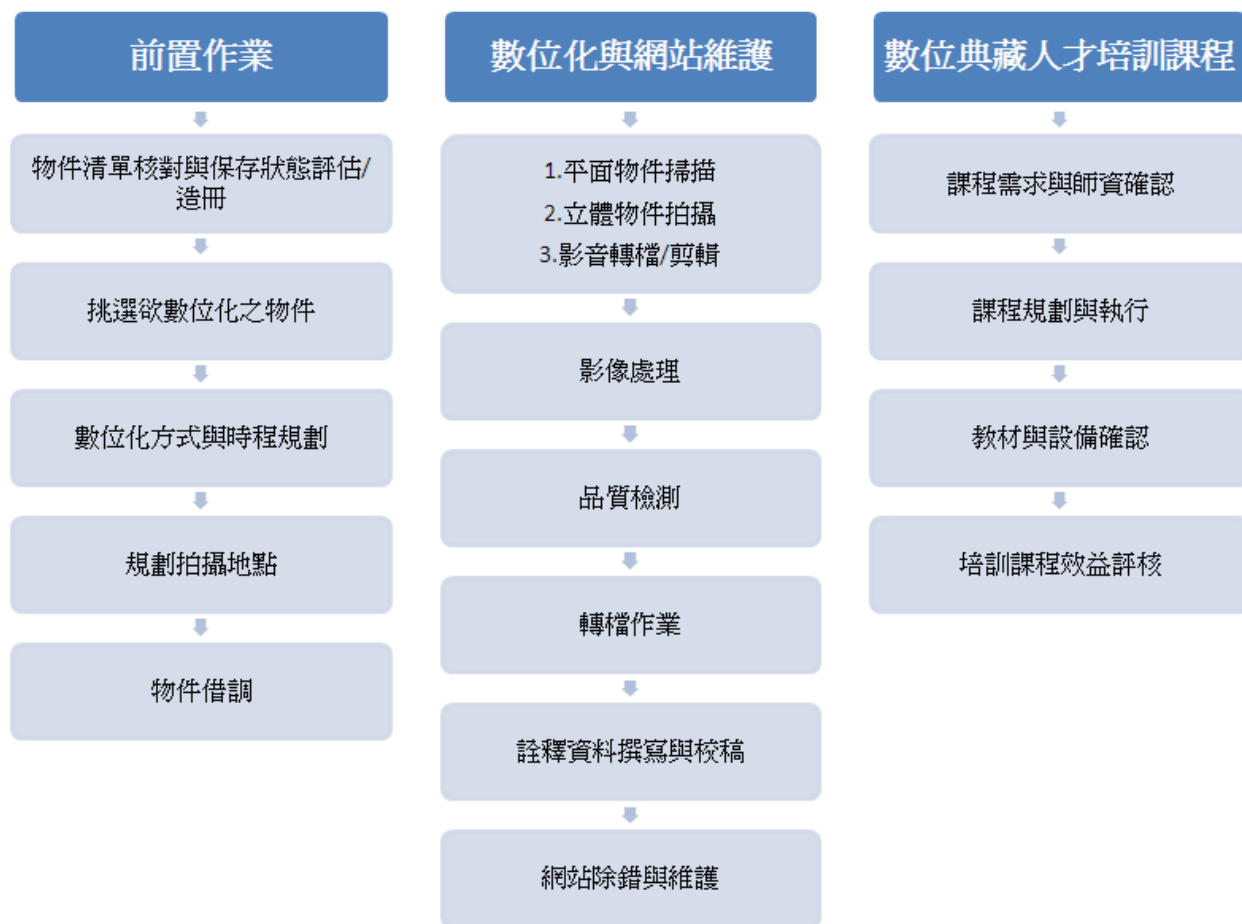 前置作業
物件清單核對與保存狀態評估/
造冊
挑選欲數位化之物件
數位化方式與時程規劃
規劃拍攝地點
物件借調
數位化與網站維護
1.平面物件掃描
2.立體物件拍攝
3.影音轉檔/剪輯
影像處理
品質檢測
轉檔作業
詮釋資料撰寫與校稿
網站除錯與維護
數位典藏人才培訓課程
課程需求與師資確認
課程規劃與執行
教材與設備確認
培訓課程效益評核